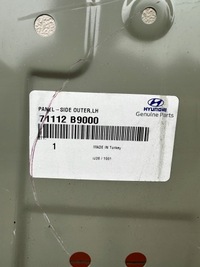 PANEL - SIDE OUTER,LH
71112 B9000
HYUNDAI
Genuine Parts
1
MADE IN Turkey